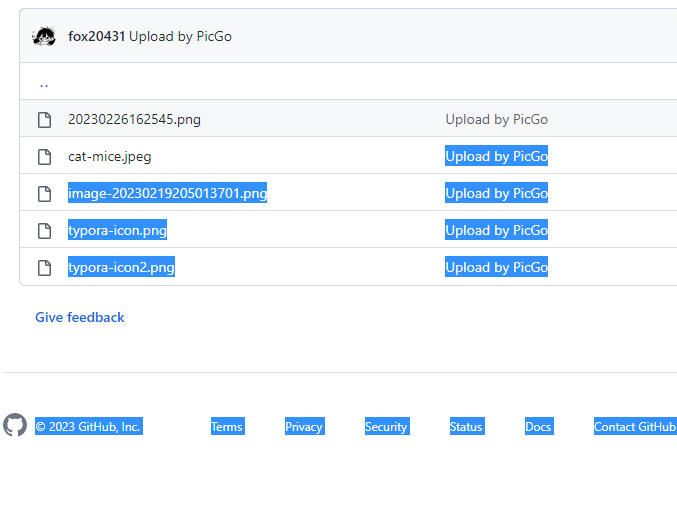 fox20431 Upload by PicGo
..
20230226162545.png Upload by PicGo
cat-mice.jpeg Upload by PicGo
image-20230219205013701.png Upload by PicGo
typora-icon.png Upload by PicGo
typora-icon2.png Upload by PicGo
Give feedback
© 2023 GitHub, Inc. Terms Privacy Security Status Docs Contact GitHub